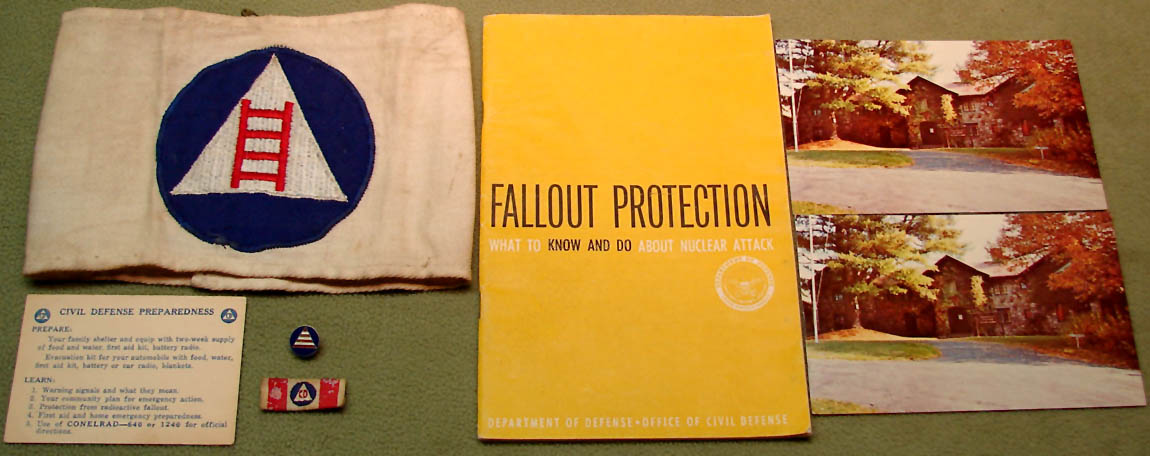 FALLOUT PROTECTION
WHAT TO KNOW AND DO ABOUT NUCLEAR ATTACK
DEPARTMENT OF DEFENSE • OFFICE OF CIVIL DEFENSE
CIVIL DEFENSE PREPAREDNESS
PREPARE:
Your family shelter and equip with two-week supply
of food and water, first aid kit, battery radio.
Evacuation kit for your automobile with food, water,
first aid kit, battery or car radio, blankets.
LEARN:
1. Warning signals and what they mean.
2. Your community plan for emergency action.
3. Protection from radioactive fallout.
4. First aid and home emergency preparedness.
5. Use of CONELRAD—640 or 1240 for official
directions.
CD